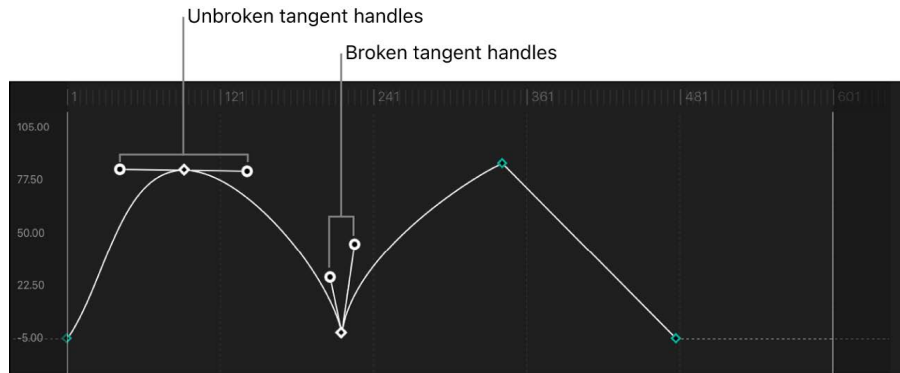 Unbroken tangent handles
Broken tangent handles
1 121 241 361 481 601
105.00
77.50
50.00
22.50
-5.00